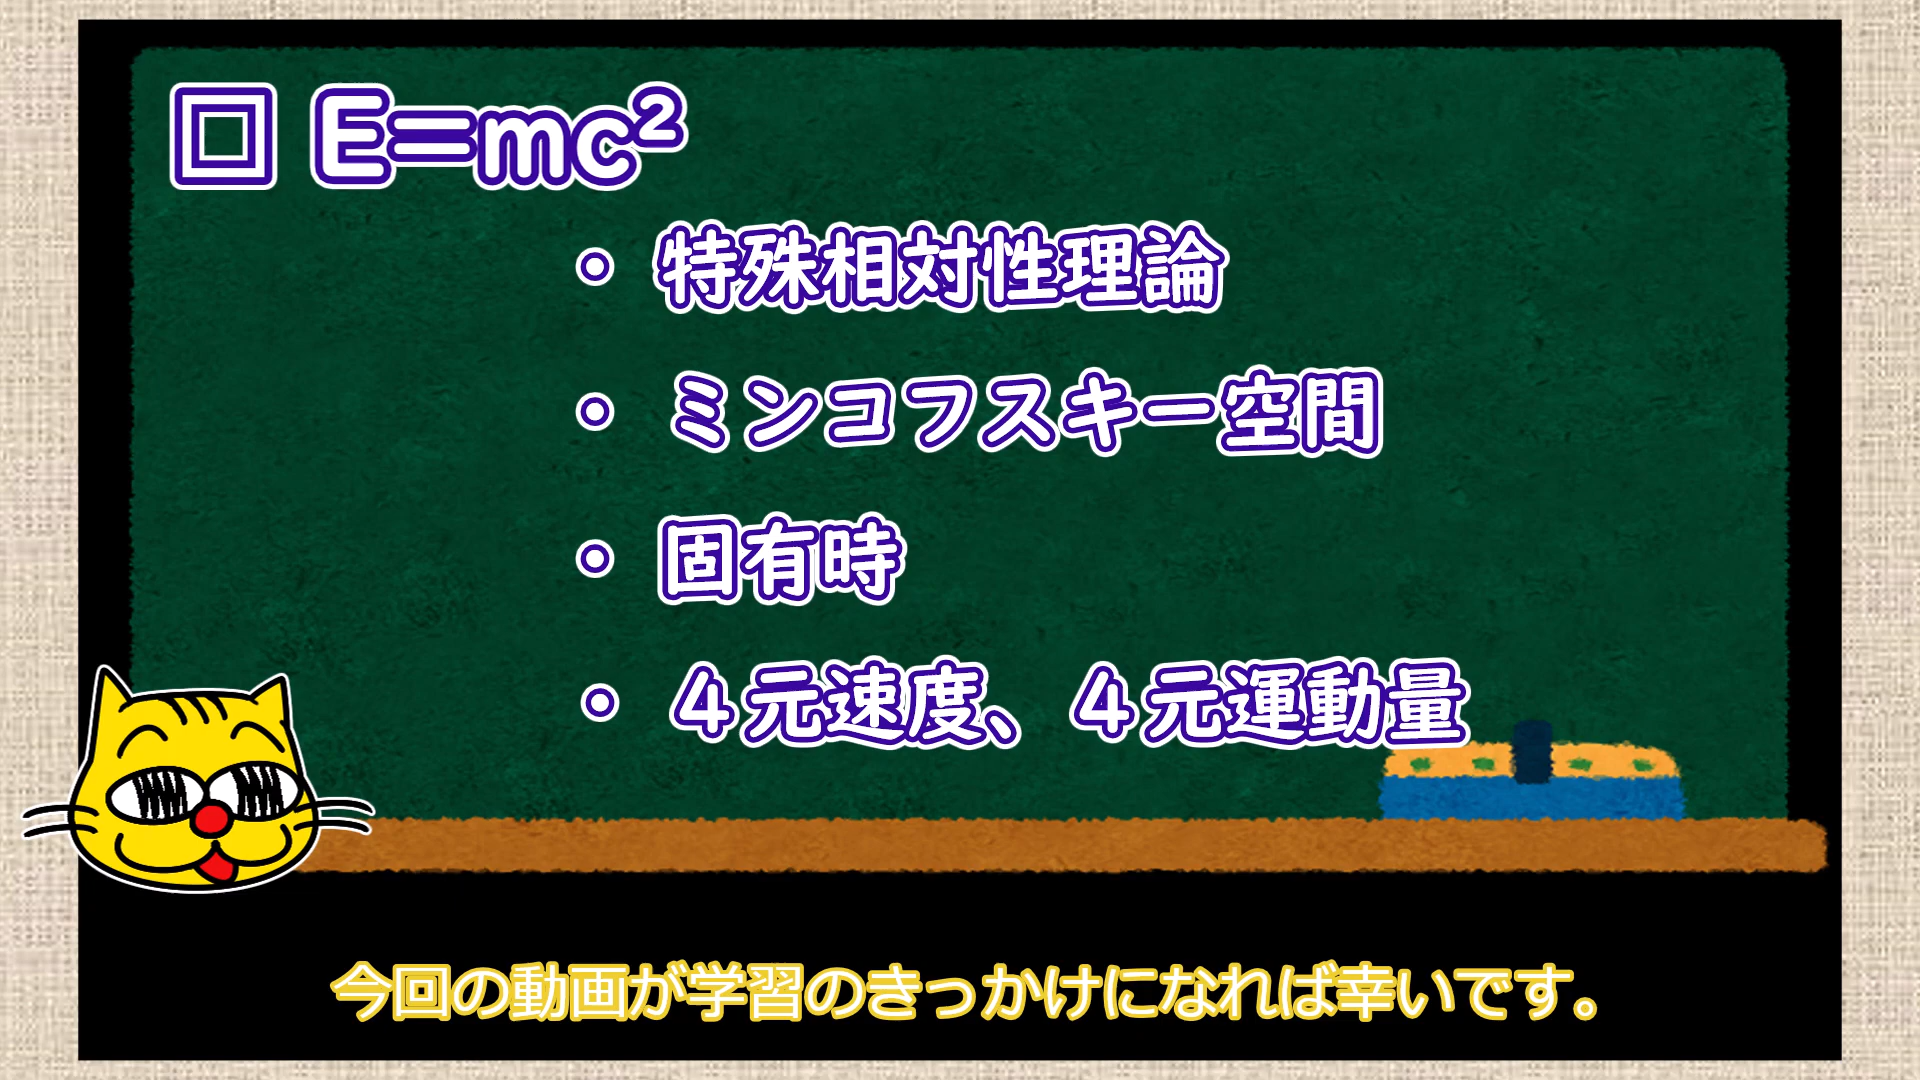 □ E=mc²
・ 特殊相対性理論
・ ミンコフスキー空間
・ 固有時
・ ４元速度、４元運動量
今回の動画が学習のきっかけになれば幸いです。